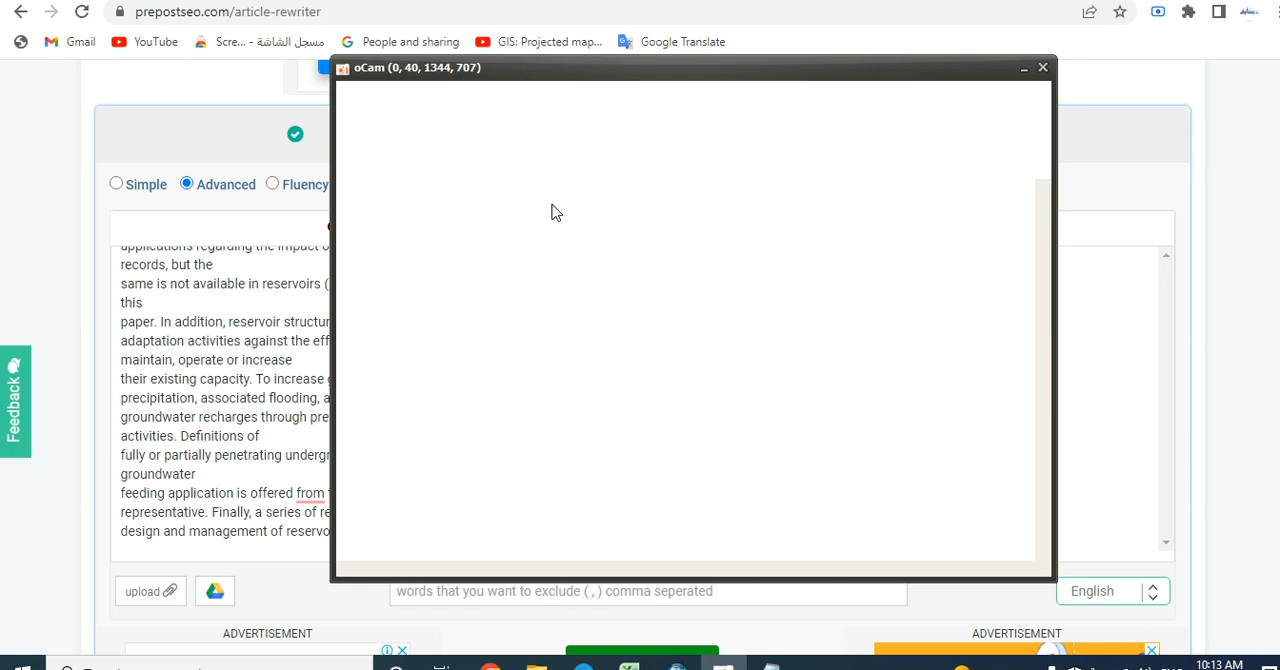 prepostseo.com/article-rewriter
Gmail
YouTube
Scre... - مسجل الشاشة
People and sharing
GIS: Projected map...
Google Translate
oCam (0, 40, 1344, 707)
Simple
Advanced
Fluency
applications regarding the impact o
records, but the
same is not available in reservoirs (
this
paper. In addition, reservoir structur
adaptation activities against the eff
maintain, operate or increase
their existing capacity. To increase g
precipitation, associated flooding, a
groundwater recharges through pre
activities. Definitions of
fully or partially penetrating undergr
groundwater
feeding application is offered from t
representative. Finally, a series of re
design and management of reservo
Feedback
upload
words that you want to exclude ( , ) comma seperated
English
ADVERTISEMENT
ADVERTISEMENT
10:13 AM